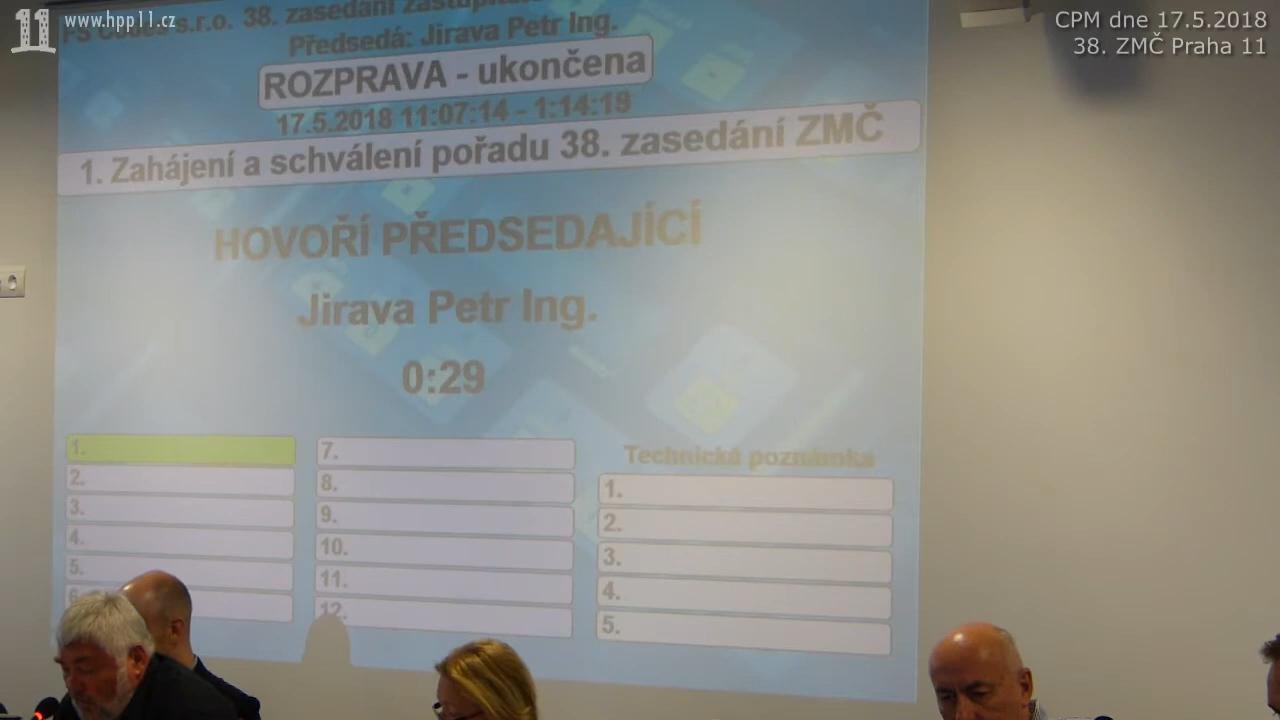 11 www.hpp11.cz
CPM dne 17.5.2018
38. ZMČ Praha 11
s.r.o. 38. zasedání
Předsedá: Jirava Petr Ing.
ROZPRAVA - ukončena
17.5.2018 11:07:14 - 1:14:19
1. Zahájení a schválení pořadu 38. zasedání ZMČ
HOVOŘÍ PŘEDSEDAJÍCÍ
Jirava Petr Ing.
0:29
1.
2.
3.
4.
5.
6.
7.
8.
9.
10.
11.
12.
Technická poznámka
1.
2.
3.
4.
5.